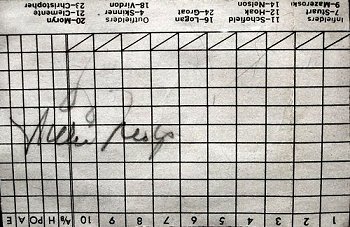 1 2 3 4 5 6 7 8 9 10 AB H PO A E
Infielders 11-Schofield 16-Logan Outfielders 20-Moryn
7-Stuart 12-Hoak 24-Groat 4-Skinner 21-Clemente
9-Mazeroski 14-Nelson 18-Virdon 23-Christopher